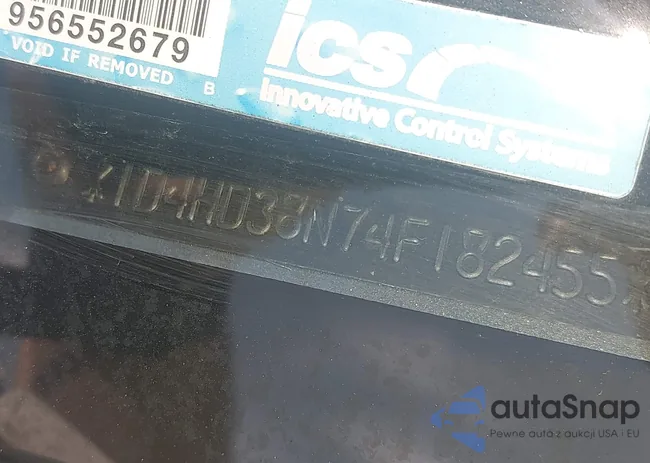 956552679
VOID IF REMOVED B
ics
Innovative Control Systems
*1D4HD38N74F182455*
autaSnap
Pewne auta z aukcji USA · EU